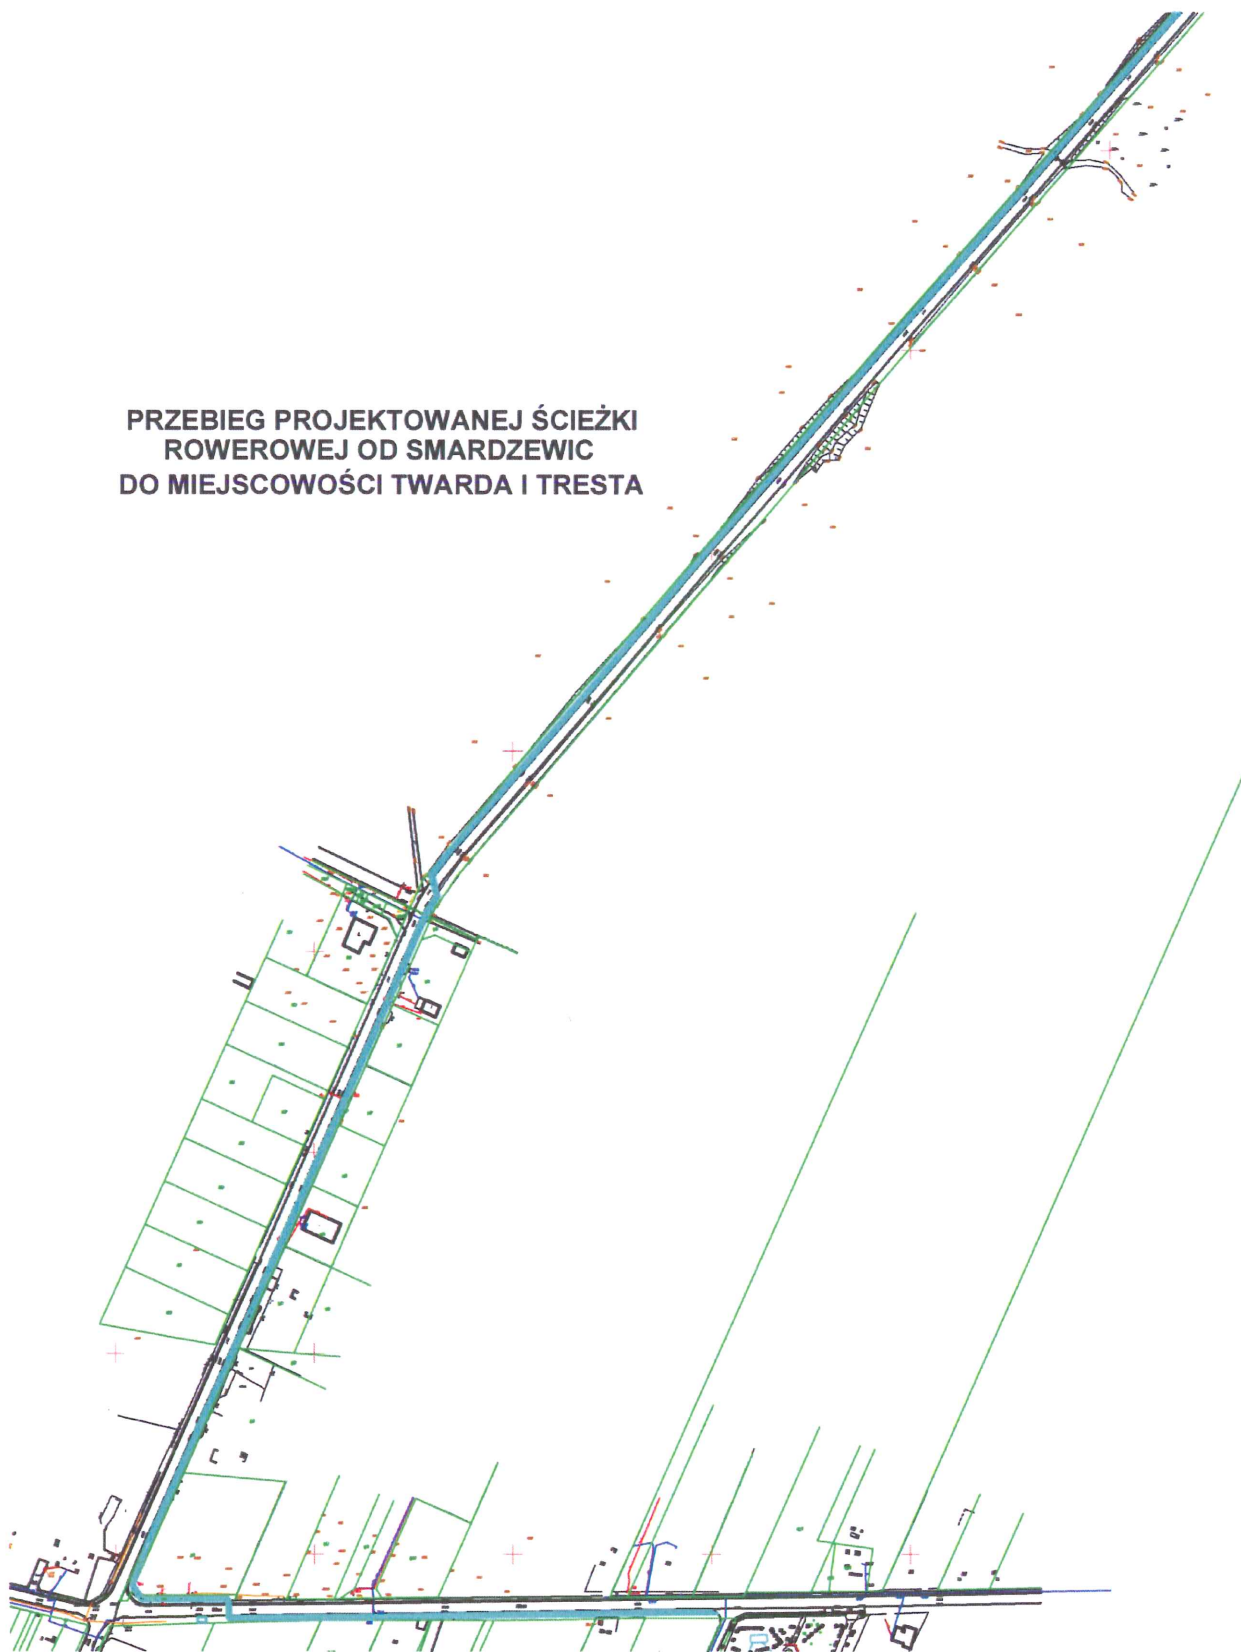 PRZEBIEG PROJEKTOWANEJ ŚCIEŻKI
ROWEROWEJ OD SMARDZEWIC
DO MIEJSCOWOŚCI TWARDA I TRESTA